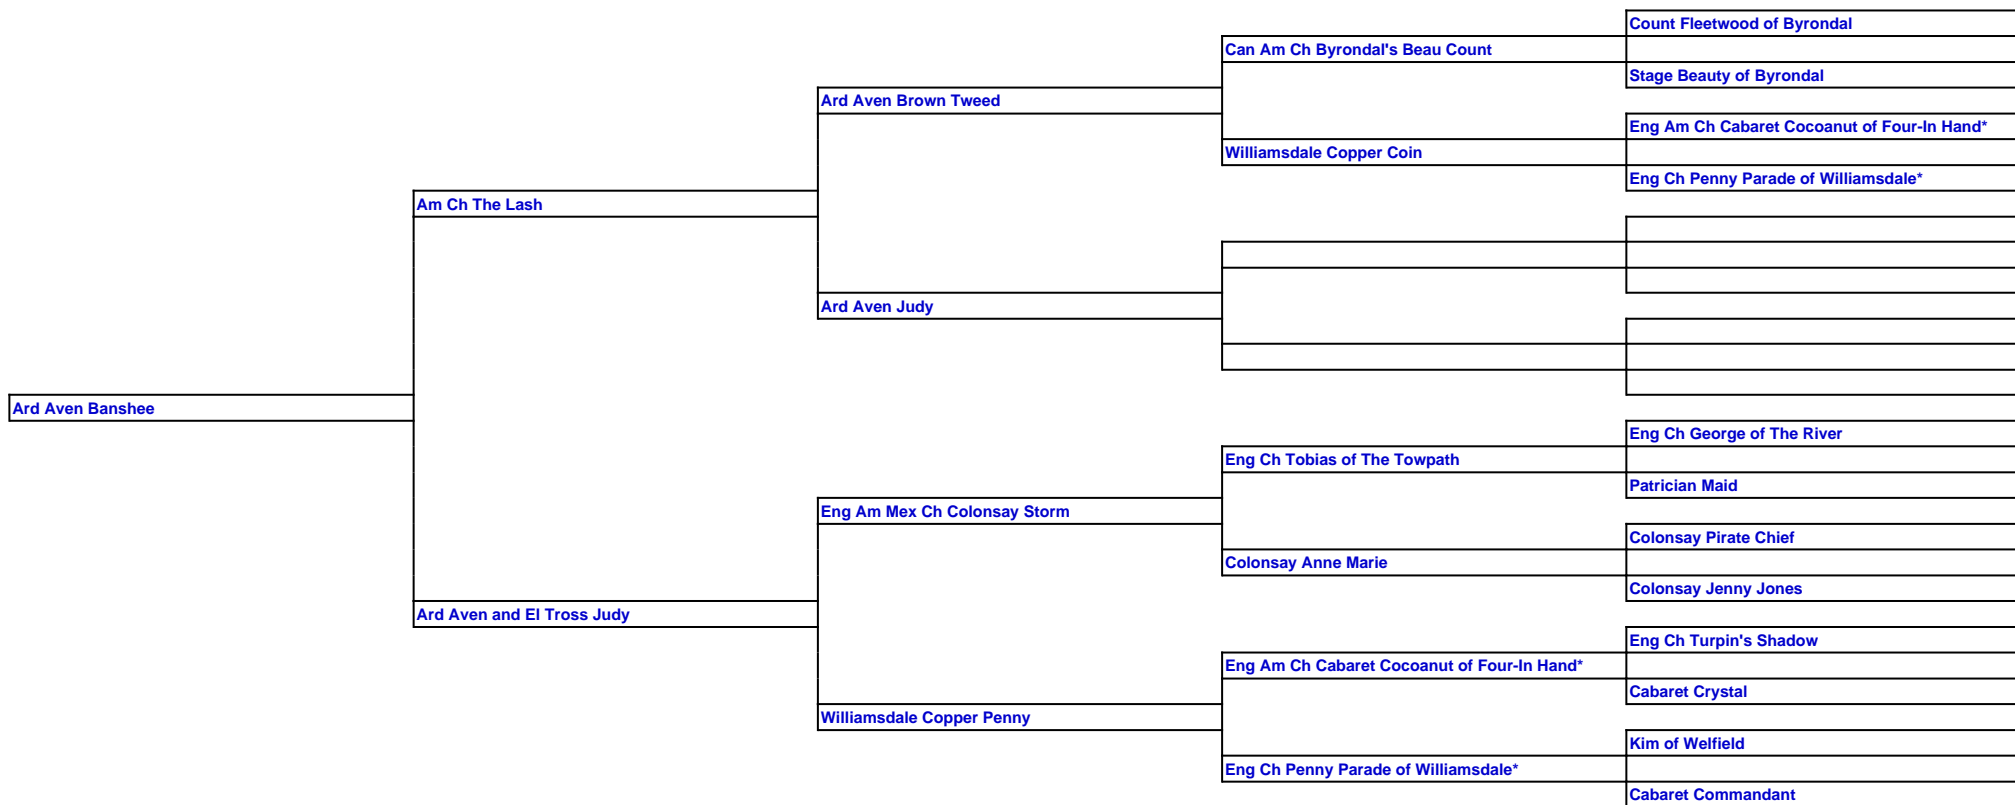 Count Fleetwood of Byrondal
Can Am Ch Byrondal's Beau Count
Stage Beauty of Byrondal
Ard Aven Brown Tweed
Eng Am Ch Cabaret Cocoanut of Four-In Hand*
Williamsdale Copper Coin
Eng Ch Penny Parade of Williamsdale*
Am Ch The Lash
Ard Aven Judy
Ard Aven Banshee
Eng Ch George of The River
Eng Ch Tobias of The Towpath
Patrician Maid
Eng Am Mex Ch Colonsay Storm
Colonsay Pirate Chief
Colonsay Anne Marie
Colonsay Jenny Jones
Ard Aven and El Tross Judy
Eng Ch Turpin's Shadow
Eng Am Ch Cabaret Cocoanut of Four-In Hand*
Cabaret Crystal
Williamsdale Copper Penny
Kim of Welfield
Eng Ch Penny Parade of Williamsdale*
Cabaret Commandant